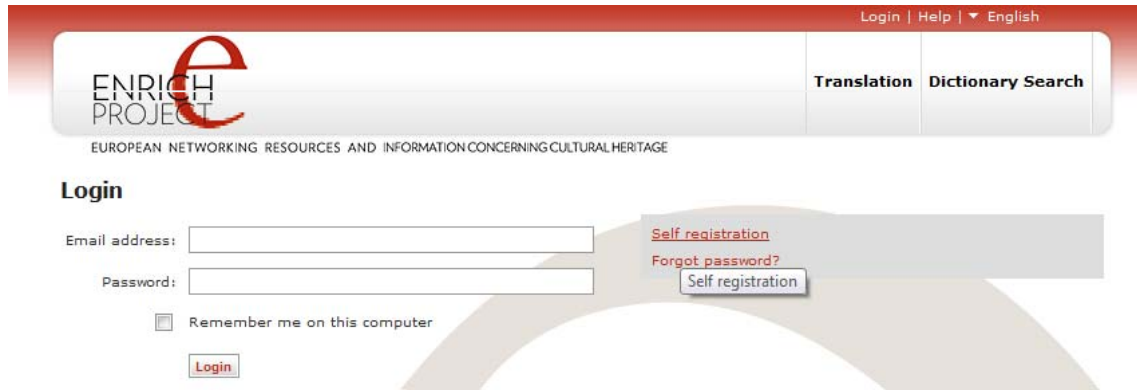 Login | Help | English
ENRICH
PROJECT
Translation Dictionary Search
EUROPEAN NETWORKING RESOURCES AND INFORMATION CONCERNING CULTURAL HERITAGE
Login
Email address:
Self registration
Forgot password?
Password:
Self registration
Remember me on this computer
Login